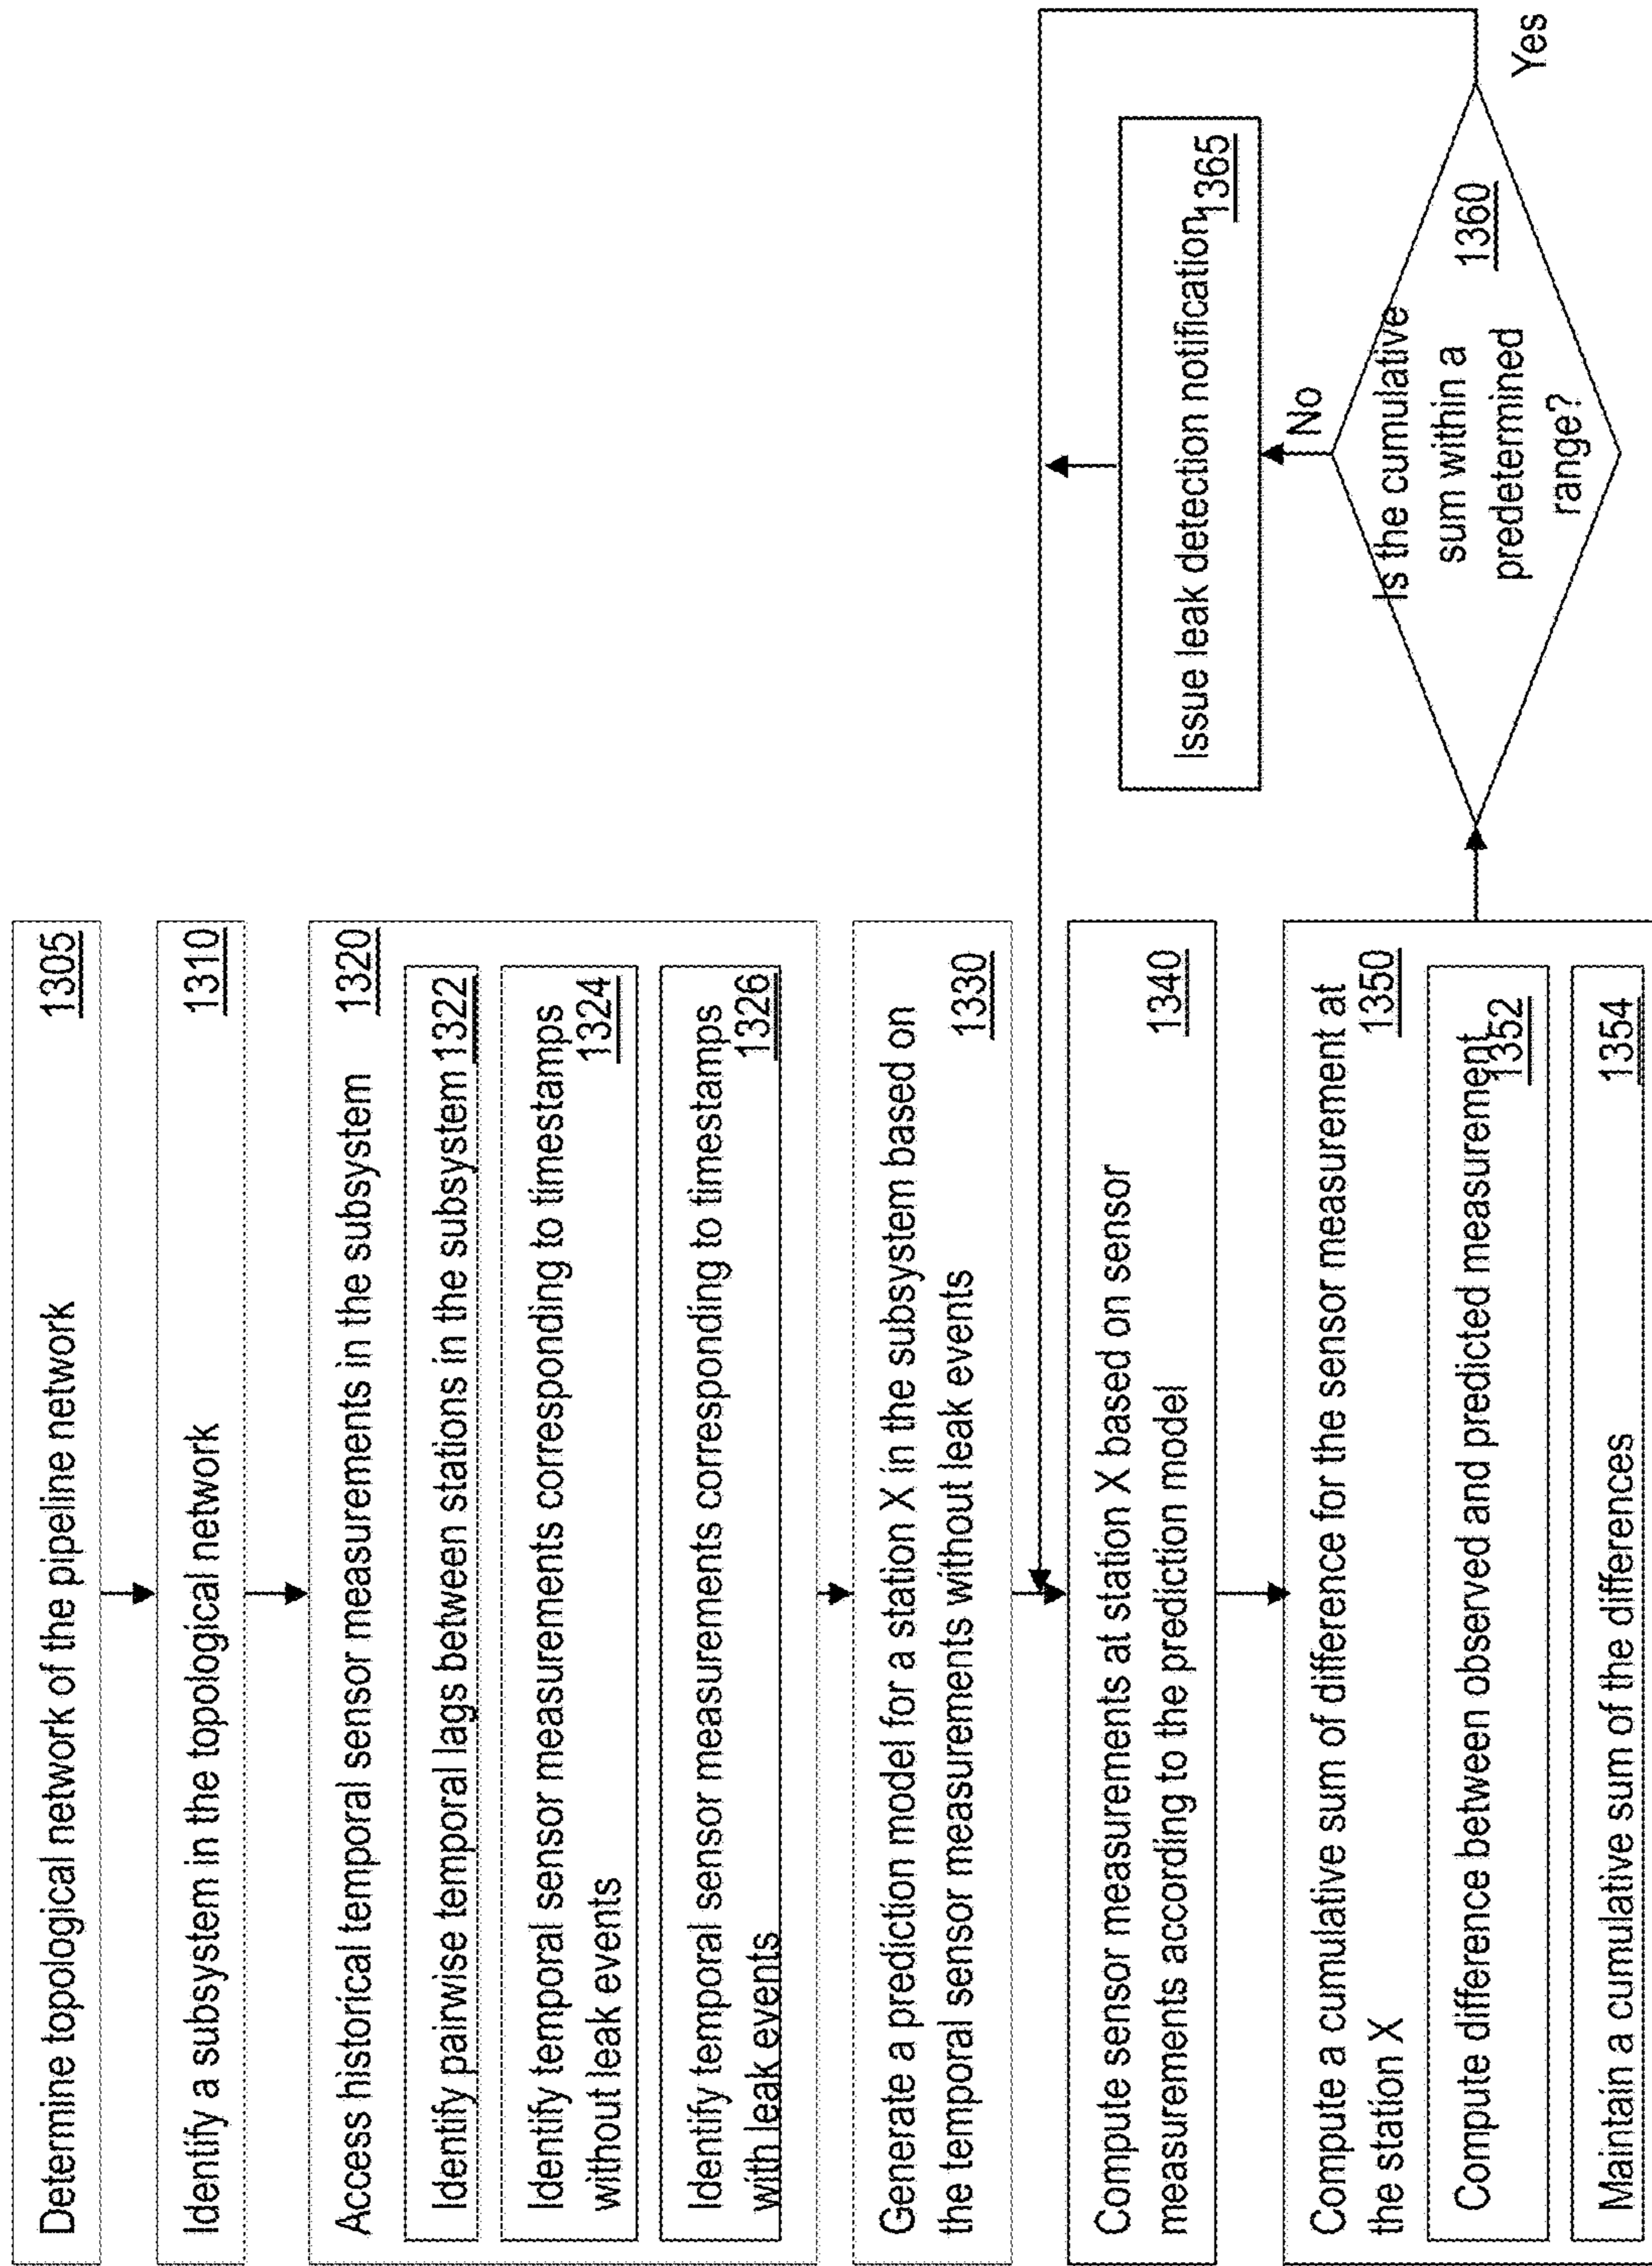 Determine topological network of the pipeline network 1305
Identify a subsystem in the topological network 1310
Access historical temporal sensor measurements in the subsystem 1320
Identify pairwise temporal lags between stations in the subsystem 1322
Identify temporal sensor measurements corresponding to timestamps
without leak events 1324
Identify temporal sensor measurements corresponding to timestamps
with leak events 1326
Generate a prediction model for a station X in the subsystem based on
the temporal sensor measurements without leak events 1330
Compute sensor measurements at station X based on sensor
measurements according to the prediction model 1340
Compute a cumulative sum of difference for the sensor measurement at
the station X 1350
Compute difference between observed and predicted measurement
1352
Maintain a cumulative sum of the differences 1354
Issue leak detection notification
1365
No
Is the cumulative
sum within a 1360
predetermined
range?
Yes